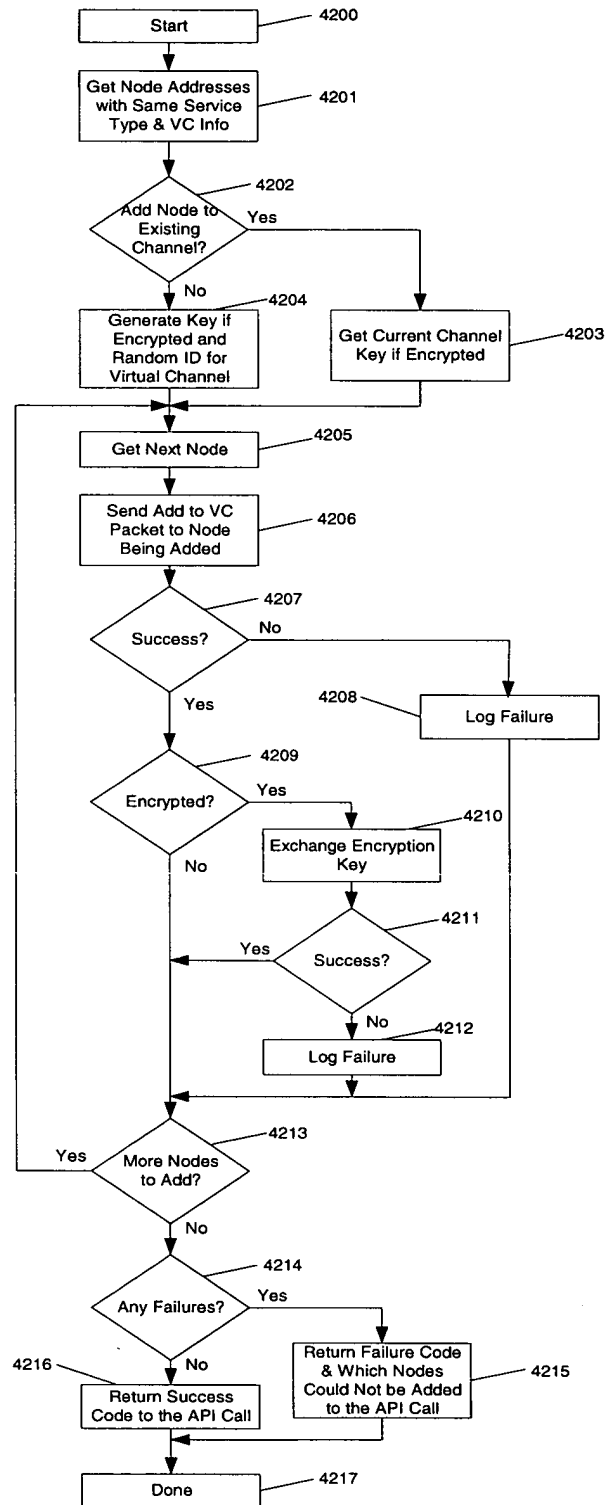 Start
4200
Get Node Addresses
with Same Service
Type & VC Info
4201
4202
Add Node to
Existing
Channel?
Yes
No
4204
Generate Key if
Encrypted and
Random ID for
Virtual Channel
Get Current Channel
Key if Encrypted
4203
4205
Get Next Node
Send Add to VC
Packet to Node
Being Added
4206
4207
Success?
No
Yes
4208
Log Failure
4209
Encrypted?
Yes
No
4210
Exchange Encryption
Key
4211
Success?
Yes
No
4212
Log Failure
4213
More Nodes
to Add?
Yes
No
4214
Any Failures?
Yes
No
4216
Return Success
Code to the API Call
Return Failure Code
& Which Nodes
Could Not be Added
to the API Call
4215
Done
4217